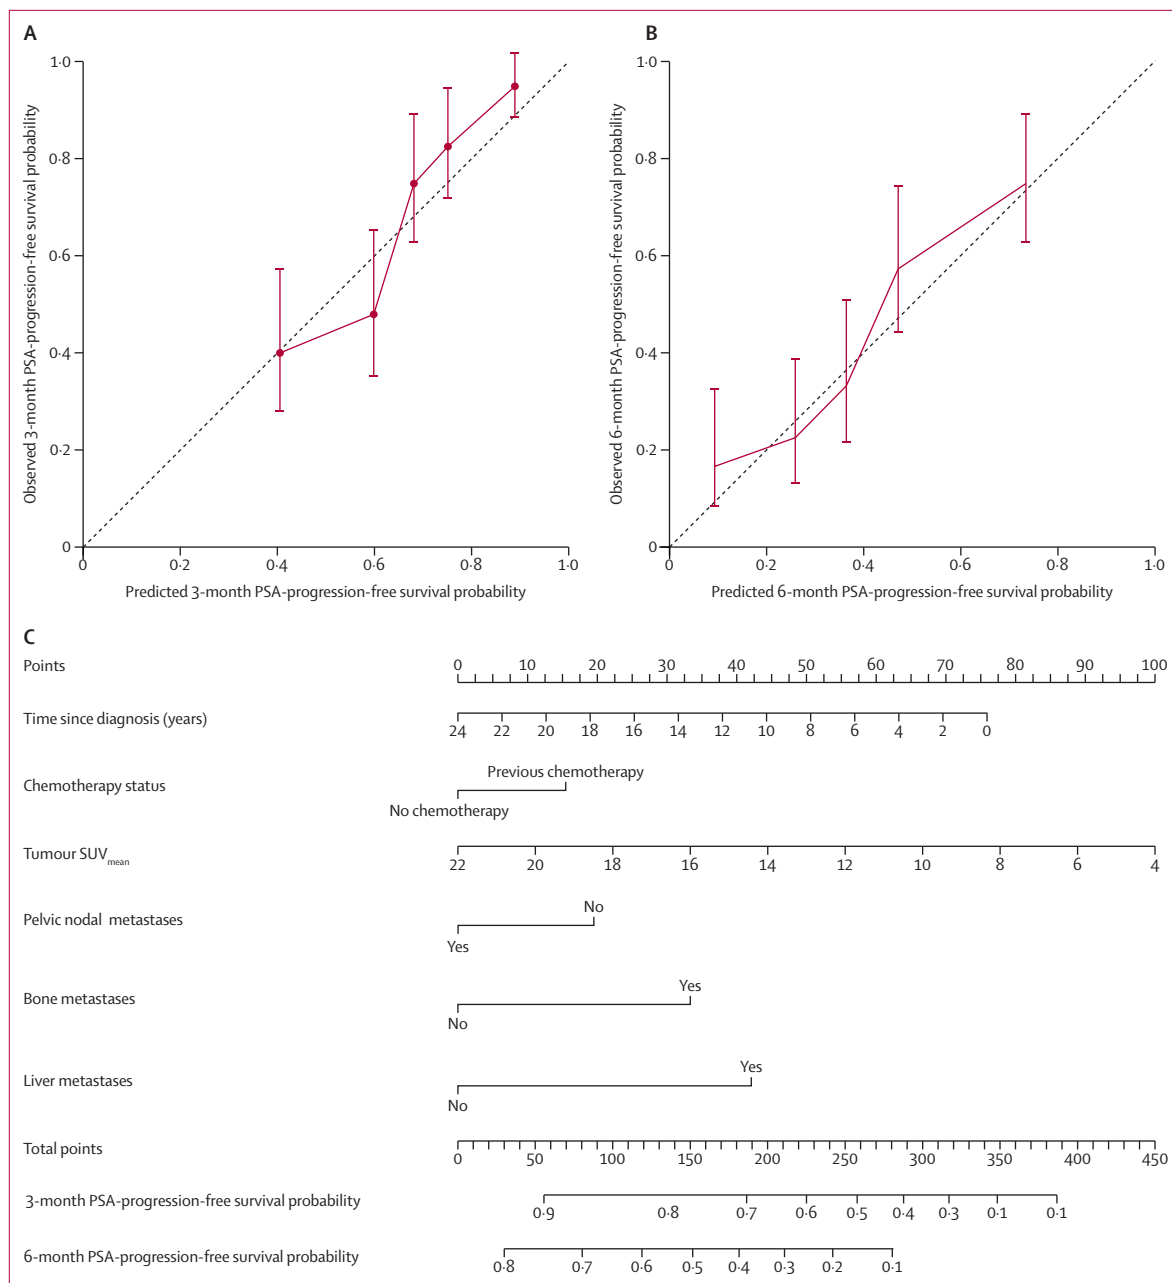 A
Observed 3-month PSA-progression-free survival probability
1·0
0·8
0·6
0·4
0·2
0
0 0·2 0·4 0·6 0·8 1·0
Predicted 3-month PSA-progression-free survival probability
B
Observed 6-month PSA-progression-free survival probability
1·0
0·8
0·6
0·4
0·2
0
0 0·2 0·4 0·6 0·8 1·0
Predicted 6-month PSA-progression-free survival probability
C
Points
0 10 20 30 40 50 60 70 80 90 100
Time since diagnosis (years)
24 22 20 18 16 14 12 10 8 6 4 2 0
Previous chemotherapy
Chemotherapy status
No chemotherapy
Tumour SUVmean
22 20 18 16 14 12 10 8 6 4
No
Pelvic nodal metastases
Yes
Yes
Bone metastases
No
Yes
Liver metastases
No
Total points
0 50 100 150 200 250 300 350 400 450
3-month PSA-progression-free survival probability
0·9 0·8 0·7 0·6 0·5 0·4 0·3 0·1 0·1
6-month PSA-progression-free survival probability
0·8 0·7 0·6 0·5 0·4 0·3 0·2 0·1